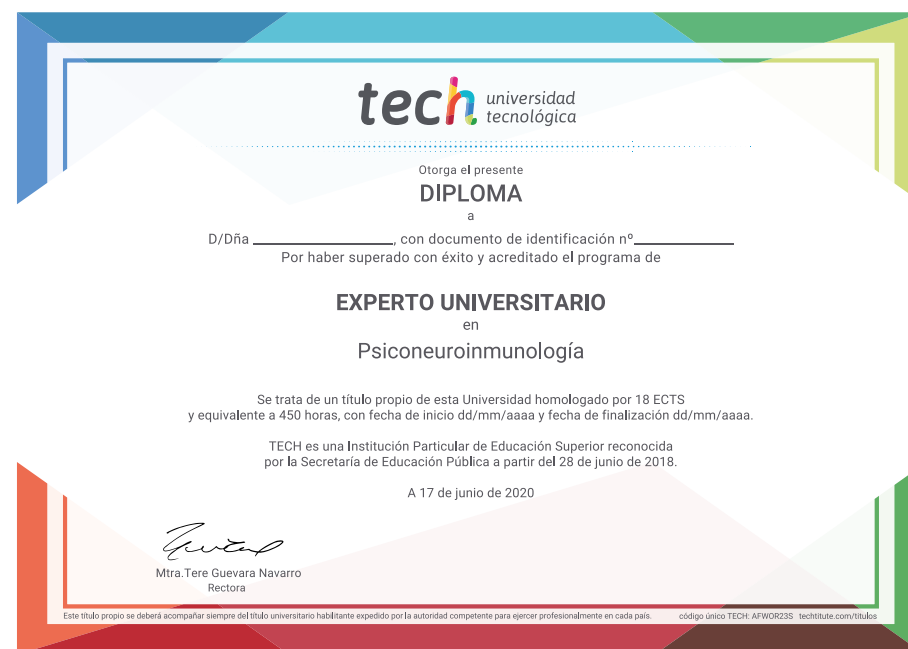 tech universidad
tecnológica
Otorga el presente
DIPLOMA
a
D/Dña ____________________, con documento de identificación nº______________
Por haber superado con éxito y acreditado el programa de
EXPERTO UNIVERSITARIO
en
Psiconeuroinmunología
Se trata de un título propio de esta Universidad homologado por 18 ECTS
y equivalente a 450 horas, con fecha de inicio dd/mm/aaaa y fecha de finalización dd/mm/aaaa.
TECH es una Institución Particular de Educación Superior reconocida
por la Secretaría de Educación Pública a partir del 28 de junio de 2018.
A 17 de junio de 2020
Mtra.Tere Guevara Navarro
Rectora
Este título propio se deberá acompañar siempre del título universitario habilitante expedido por la autoridad competente para ejercer profesionalmente en cada país. código único TECH: AFWOR23S techtitute.com/títulos